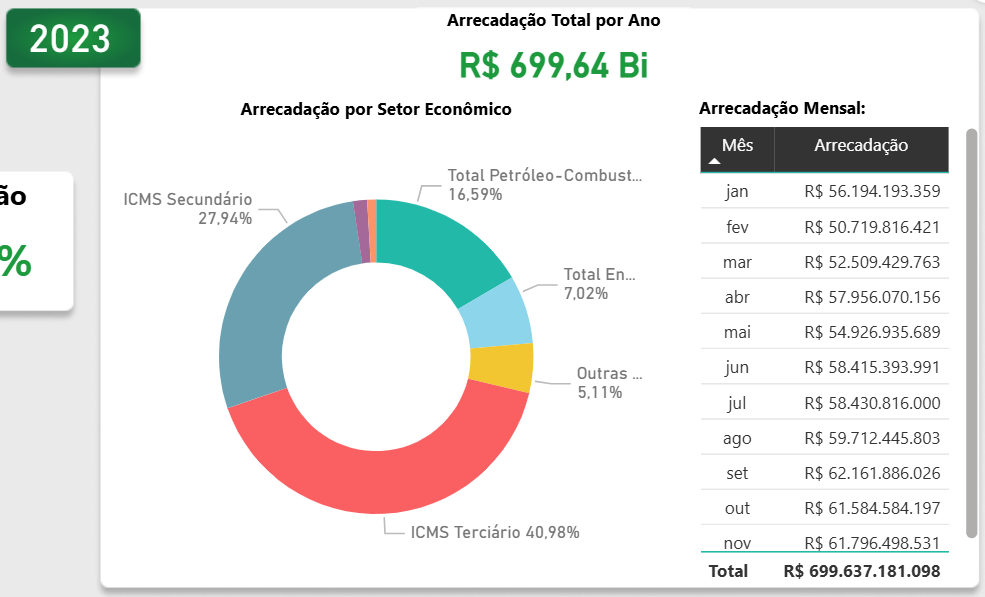 2023
Arrecadação Total por Ano
R$ 699,64 Bi
ão
%
Arrecadação por Setor Econômico
Total Petróleo-Combust...
16,59%
ICMS Secundário
27,94%
Total En...
7,02%
Outras ...
5,11%
ICMS Terciário 40,98%
Arrecadação Mensal:
Mês Arrecadação
jan R$ 56.194.193.359
fev R$ 50.719.816.421
mar R$ 52.509.429.763
abr R$ 57.956.070.156
mai R$ 54.926.935.689
jun R$ 58.415.393.991
jul R$ 58.430.816.000
ago R$ 59.712.445.803
set R$ 62.161.886.026
out R$ 61.584.584.197
nov R$ 61.796.498.531
Total R$ 699.637.181.098